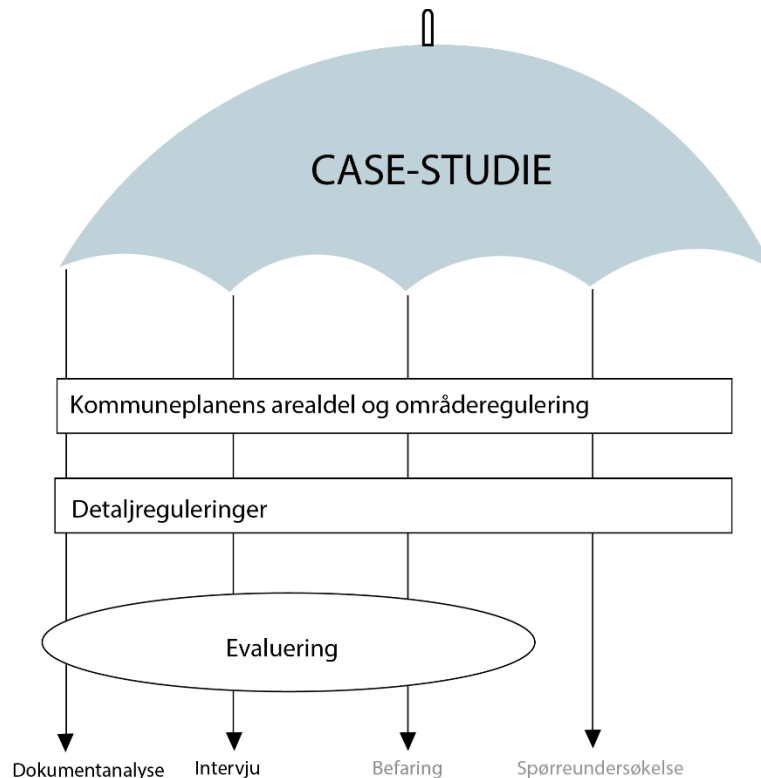 CASE-STUDIE
Kommuneplanens arealdel og områderegulering
Detaljreguleringer
Evaluering
Dokumentanalyse Intervju Befaring Spørreundersøkelse